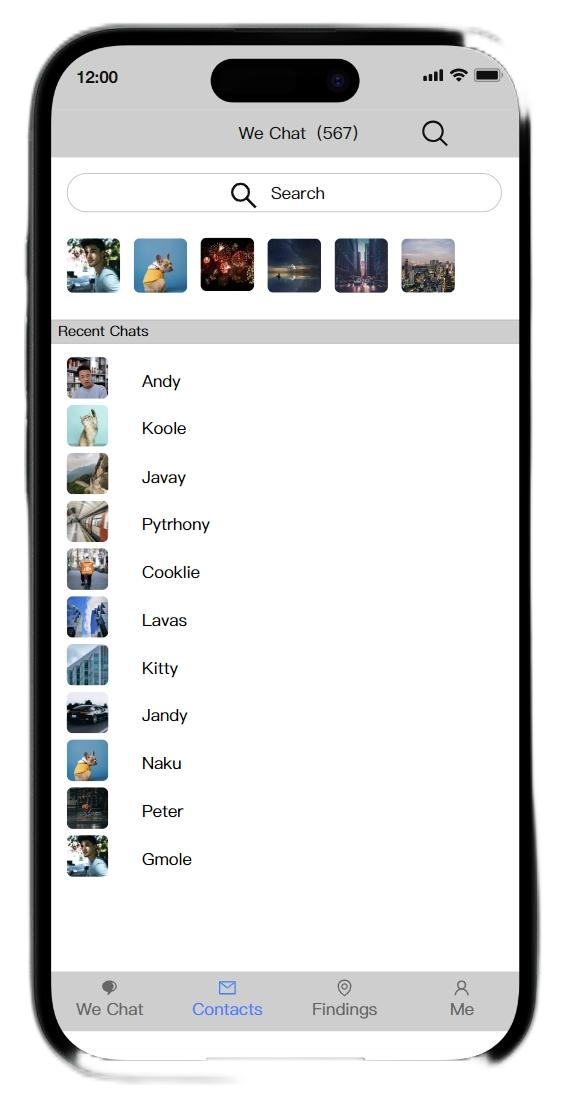 12:00
We Chat（567）
Search
Recent Chats
Andy
Koole
Javay
Pytrhony
Cooklie
Lavas
Kitty
Jandy
Naku
Peter
Gmole
We Chat Contacts Findings Me